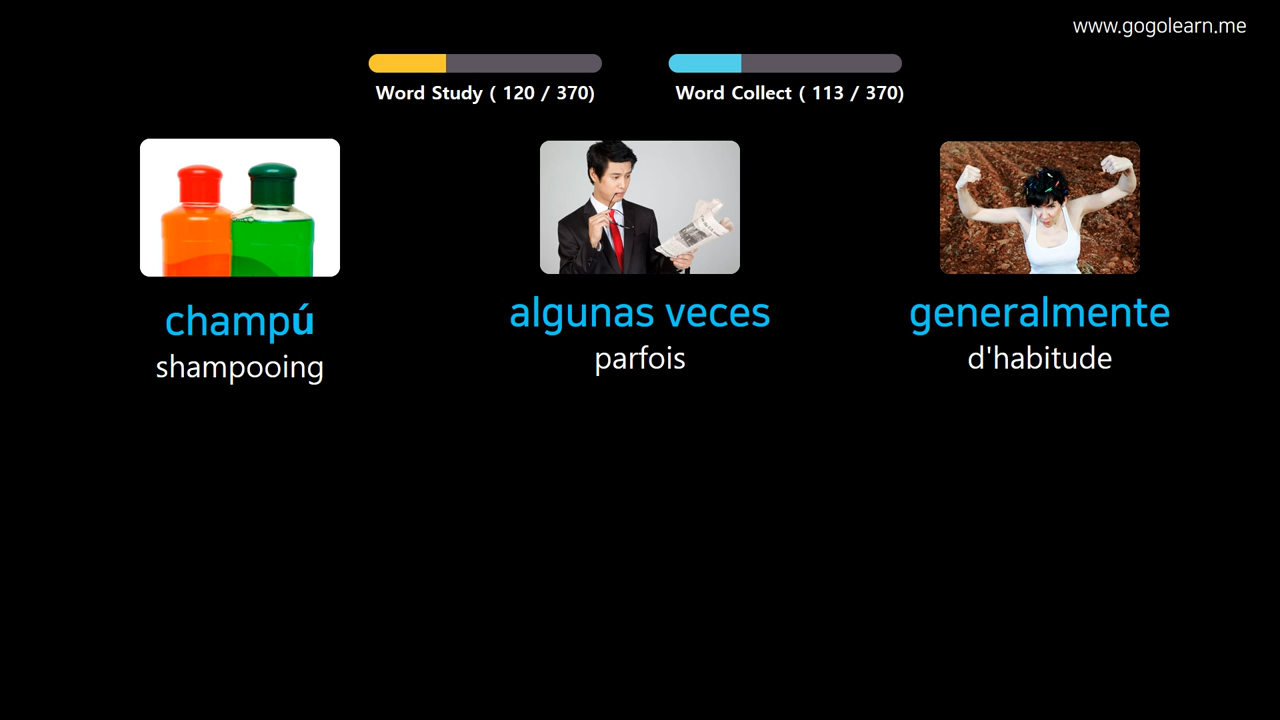 www.gogolearn.me
Word Study ( 120 / 370)
Word Collect ( 113 / 370)
champú
shampooing
algunas veces
parfois
generalmente
d'habitude